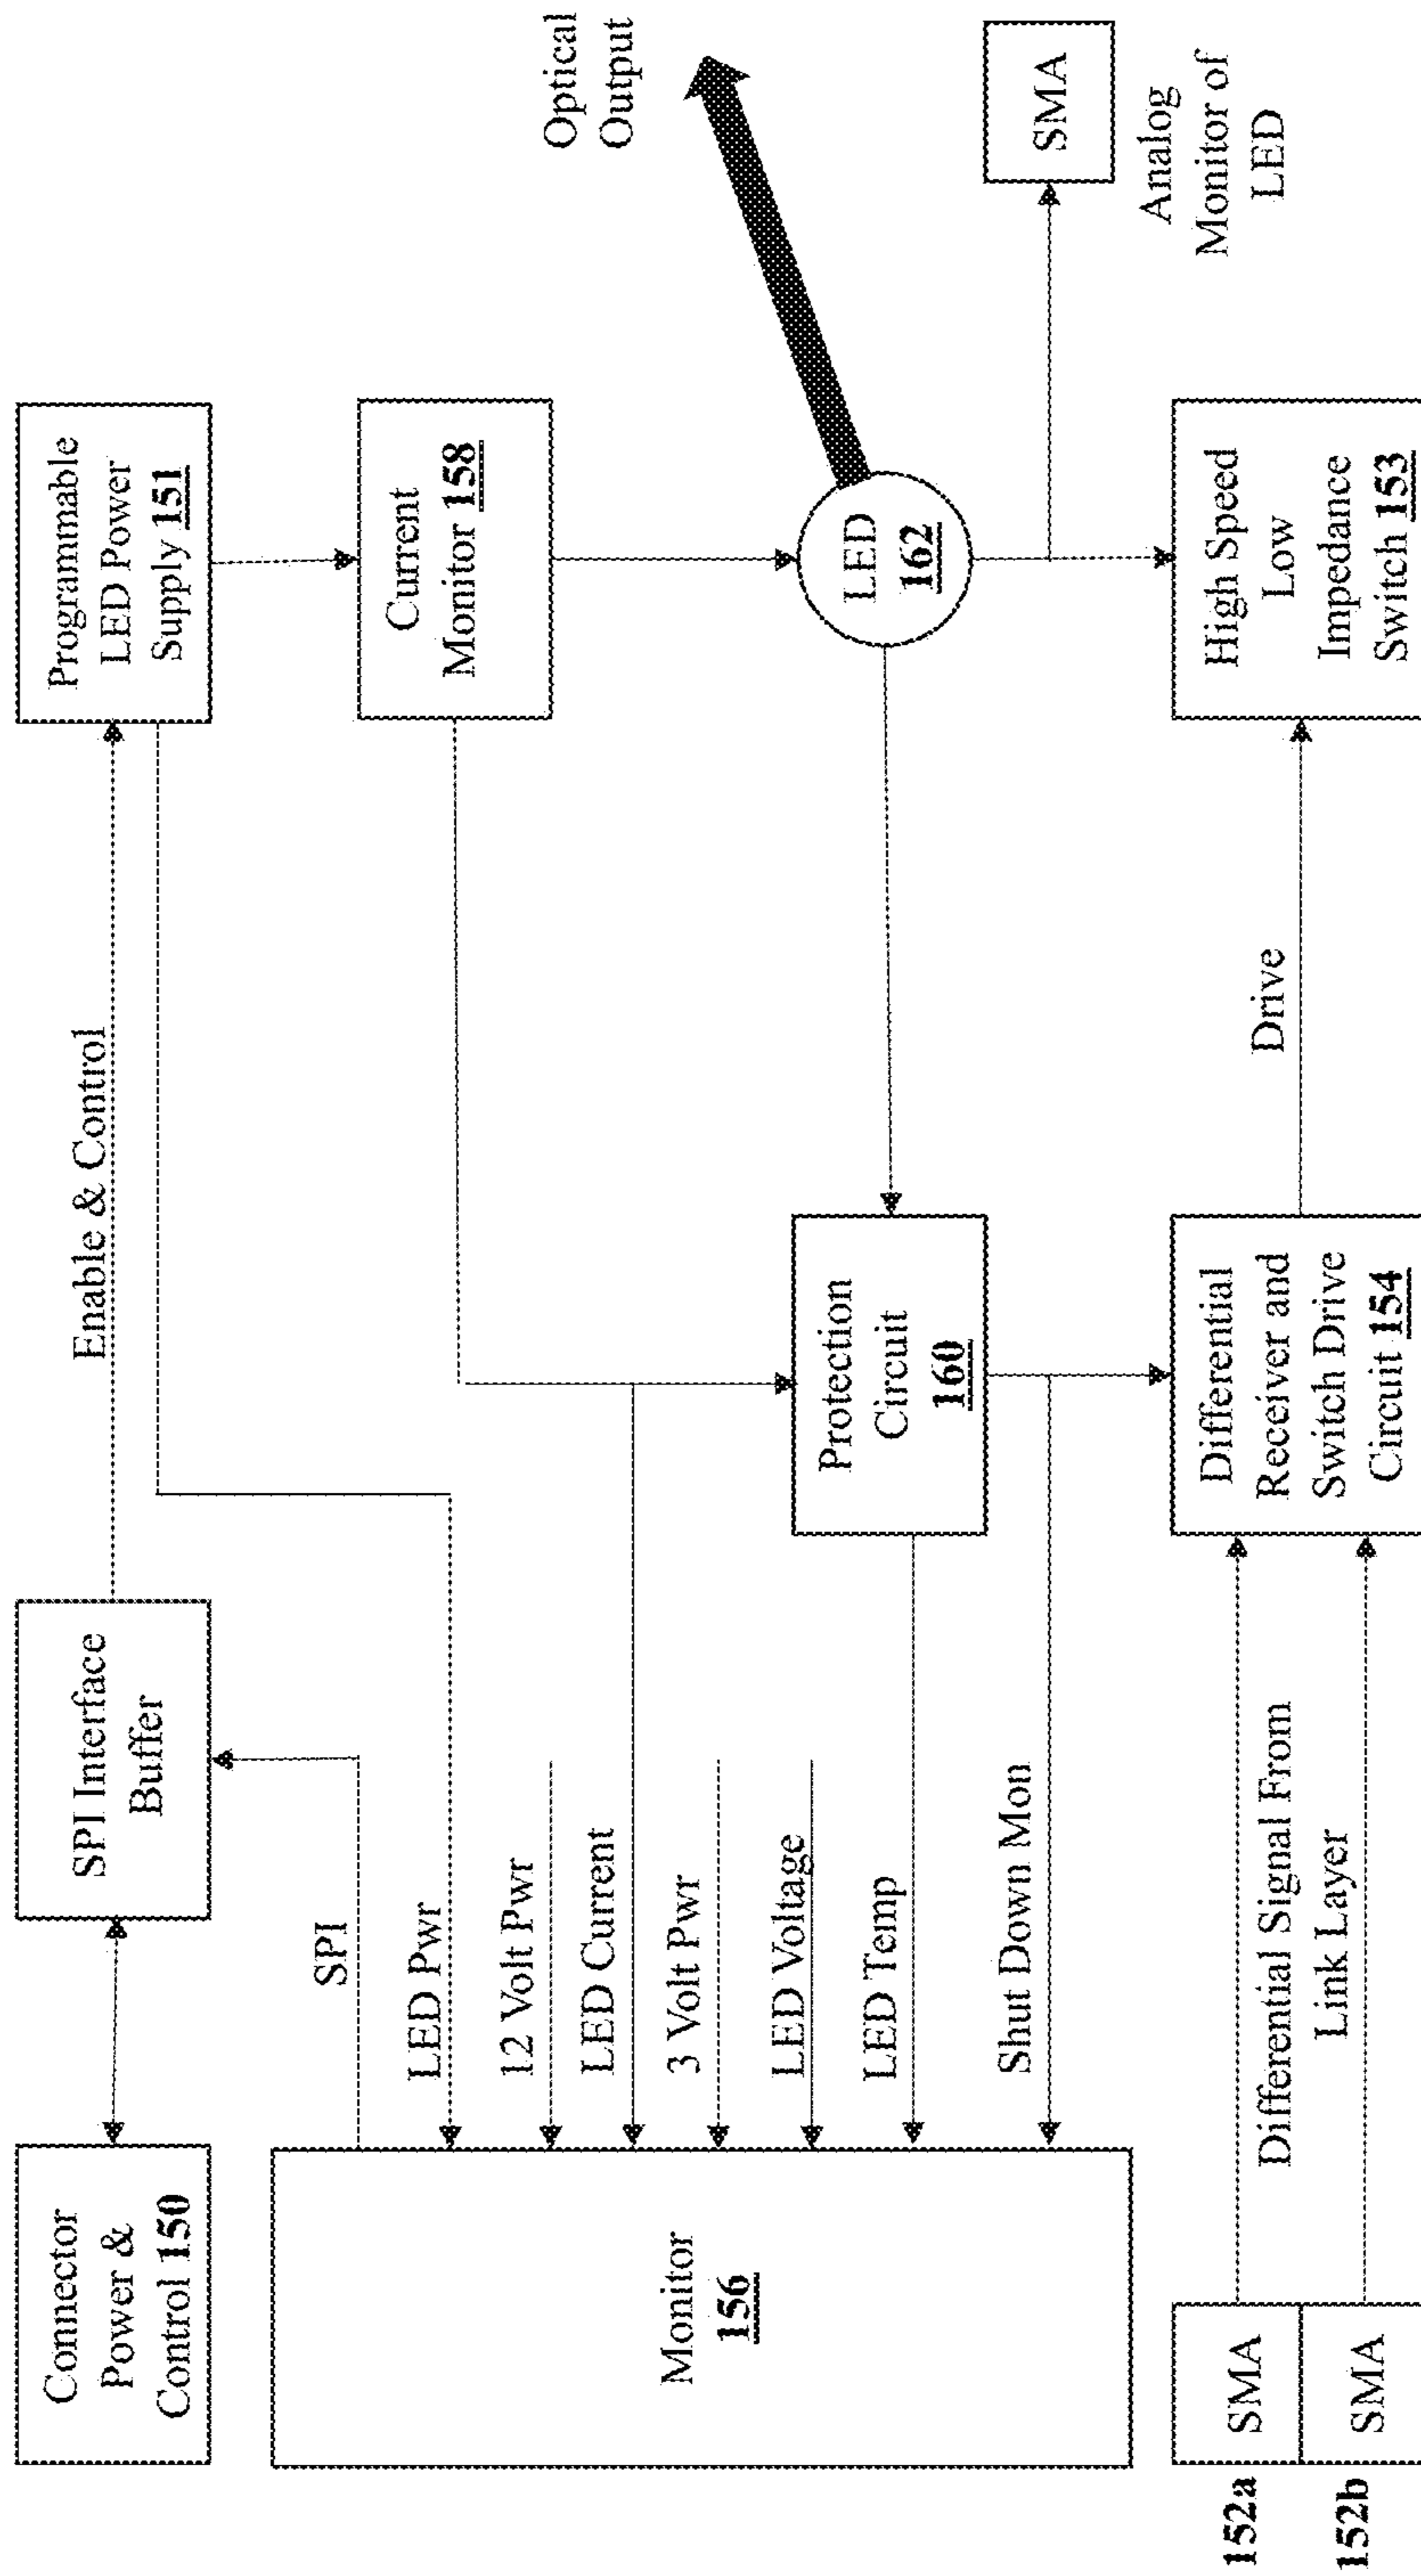 Connector
Power &
Control 150
SPI Interface
Buffer
Enable & Control
Programmable
LED Power
Supply 151
SPI
LED Pwr
12 Volt Pwr
LED Current
3 Volt Pwr
LED Voltage
LED Temp
Shut Down Mon
Monitor
156
Current
Monitor 158
Optical
Output
Protection
Circuit
160
LED
162
SMA
Analog
Monitor of
LED
152a
SMA
152b
SMA
Differential Signal From
Link Layer
Differential
Receiver and
Switch Drive
Circuit 154
Drive
High Speed
Low
Impedance
Switch 153